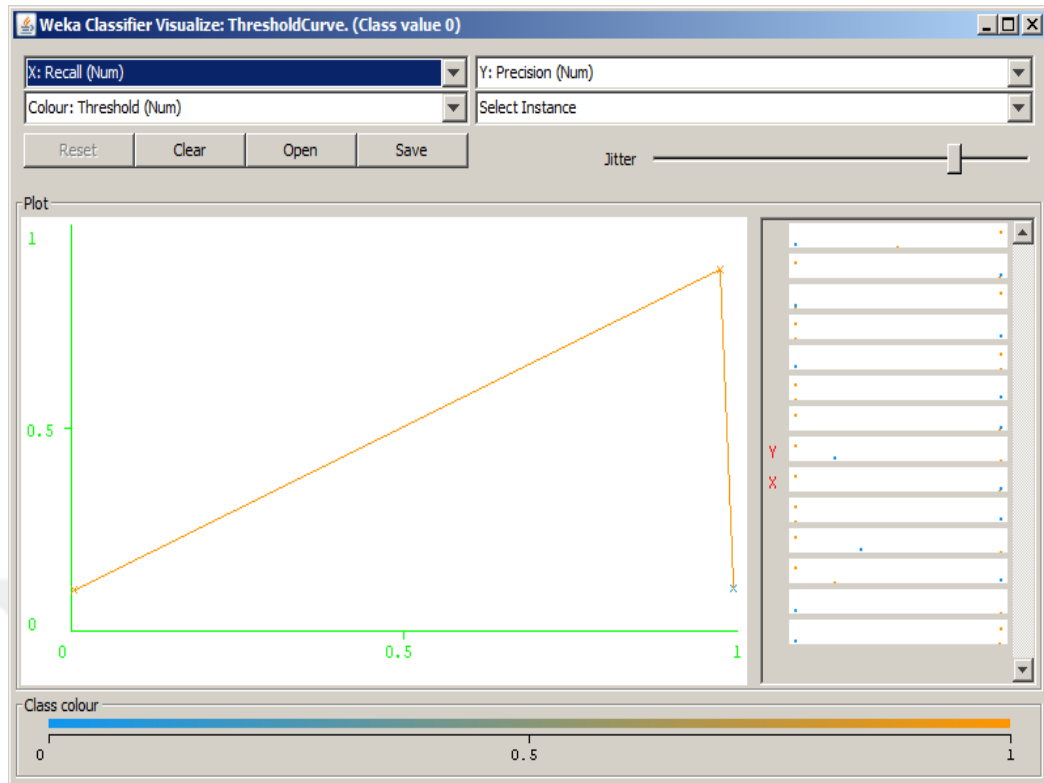 Weka Classifier Visualize: ThresholdCurve. (Class value 0)
X: Recall (Num)
Y: Precision (Num)
Colour: Threshold (Num)
Select Instance
Reset
Clear
Open
Save
Jitter
Plot
1
0.5
0
0
0.5
1
Y
X
Class colour
0
0.5
1